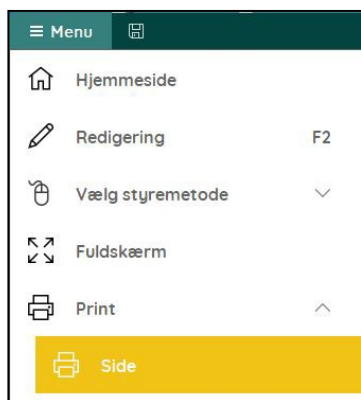 Menu
Hjemmeside
Redigering F2
Vælg styremetode
Fuldskærm
Print
Side